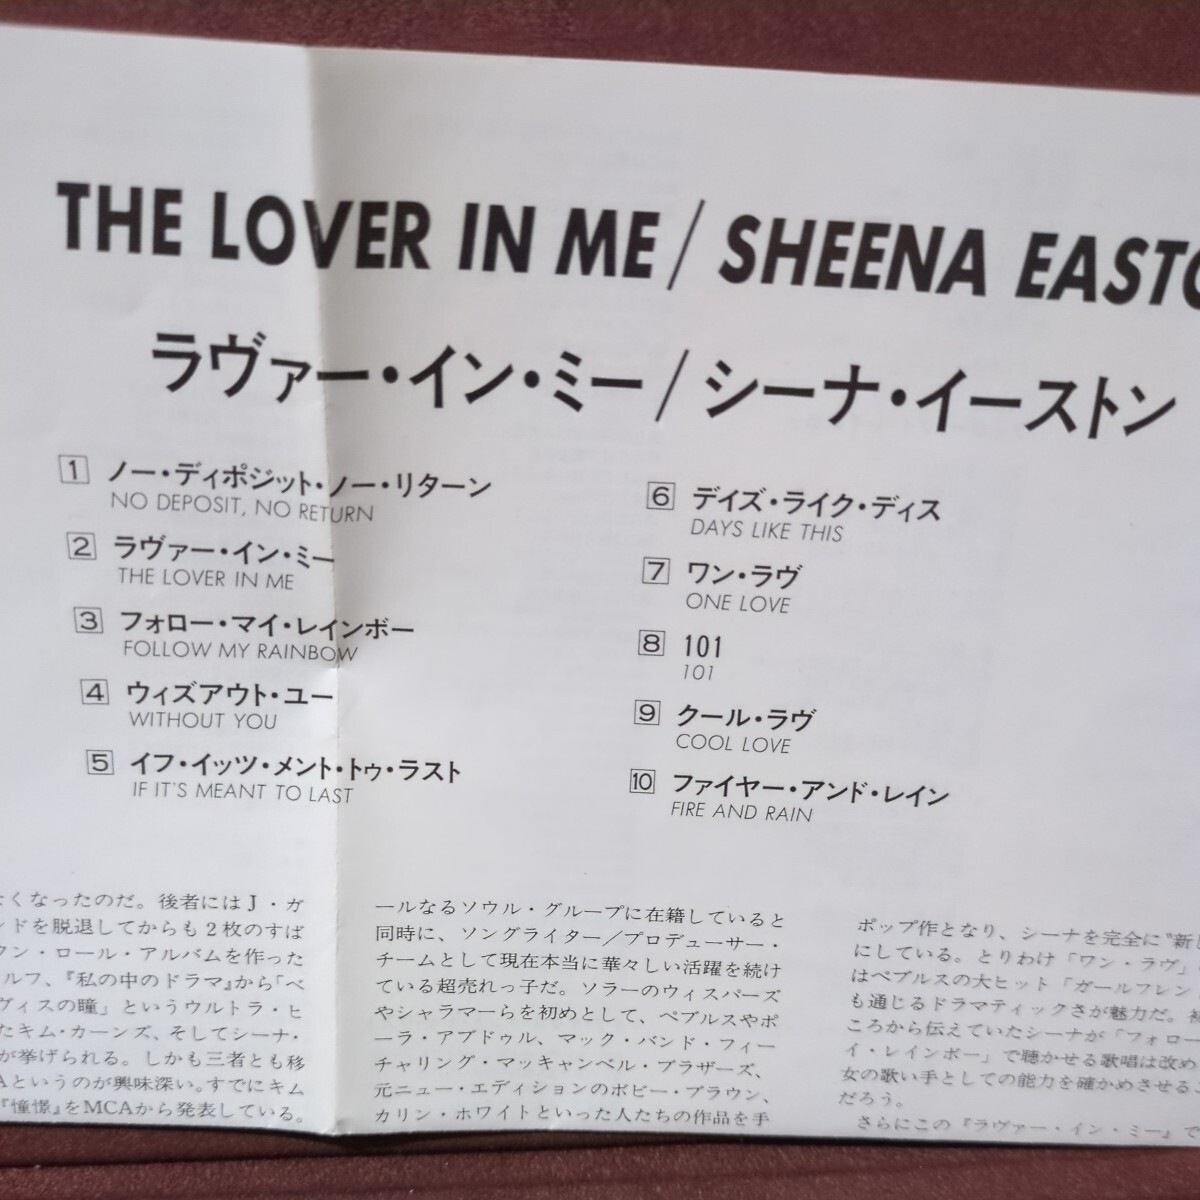 THE LOVER IN ME / SHEENA EASTO
ラヴァー・イン・ミー / シーナ・イーストン
1 ノー・ディポジット・ノー・リターン
NO DEPOSIT, NO RETURN
2 ラヴァー・イン・ミー
THE LOVER IN ME
3 フォロー・マイ・レインボー
FOLLOW MY RAINBOW
4 ウィズアウト・ユー
WITHOUT YOU
5 イフ・イッツ・メント・トゥ・ラスト
IF IT'S MEANT TO LAST
6 デイズ・ライク・ディス
DAYS LIKE THIS
7 ワン・ラヴ
ONE LOVE
8 101
101
9 クール・ラヴ
COOL LOVE
10 ファイヤー・アンド・レイン
FIRE AND RAIN
くなったのだ。後者にはJ・ガ
ンドを脱退してからも2枚のすば
ウン・ロール・アルバムを作った
ルフ、『私の中のドラマ』から「ベ
ヴィスの瞳」というウルトラ・ヒ
たキム・カーンズ、そしてシーナ・
が挙げられる。しかも三者とも移
Aというのが興味深い。すでにキム
『憧憬』をMCAから発表している。
ールなるソウル・グループに在籍していると
同時に、ソングライター／プロデューサー・
チームとして現在本当に華々しい活躍を続け
ている超売れっ子だ。ソラーのウィスパーズ
やシャラマーらを初めとして、ペブルスやポ
ーラ・アブドゥル、マック・バンド・フィー
チャリング・マッキャンベル・ブラザーズ、
元ニュー・エディションのボビー・ブラウン、
カリン・ホワイトといった人たちの作品を手
ポップ作となり、シーナを完全に“新し
にしている。とりわけ「ワン・ラヴ」
はペブルスの大ヒット「ガールフレン
も通じるドラマティックさが魅力だ。
ころから伝えていたシーナが「フォロー
イ・レインボー」で聴かせる歌唱は改め
女の歌い手としての能力を確かめさせる
だろう。
さらにこの『ラヴァー・イン・ミー』で